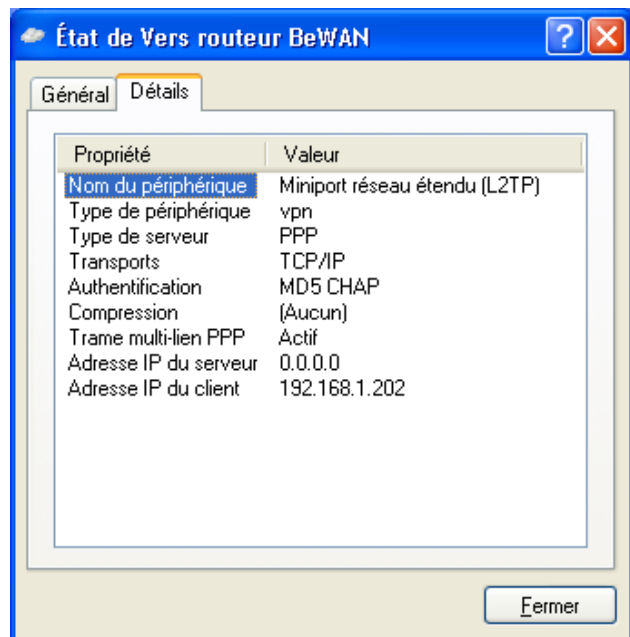 État de Vers routeur BeWAN
Général Détails
Propriété Valeur
Nom du périphérique Miniport réseau étendu (L2TP)
Type de périphérique vpn
Type de serveur PPP
Transports TCP/IP
Authentification MD5 CHAP
Compression (Aucun)
Trame multi-lien PPP Actif
Adresse IP du serveur 0.0.0.0
Adresse IP du client 192.168.1.202
Fermer